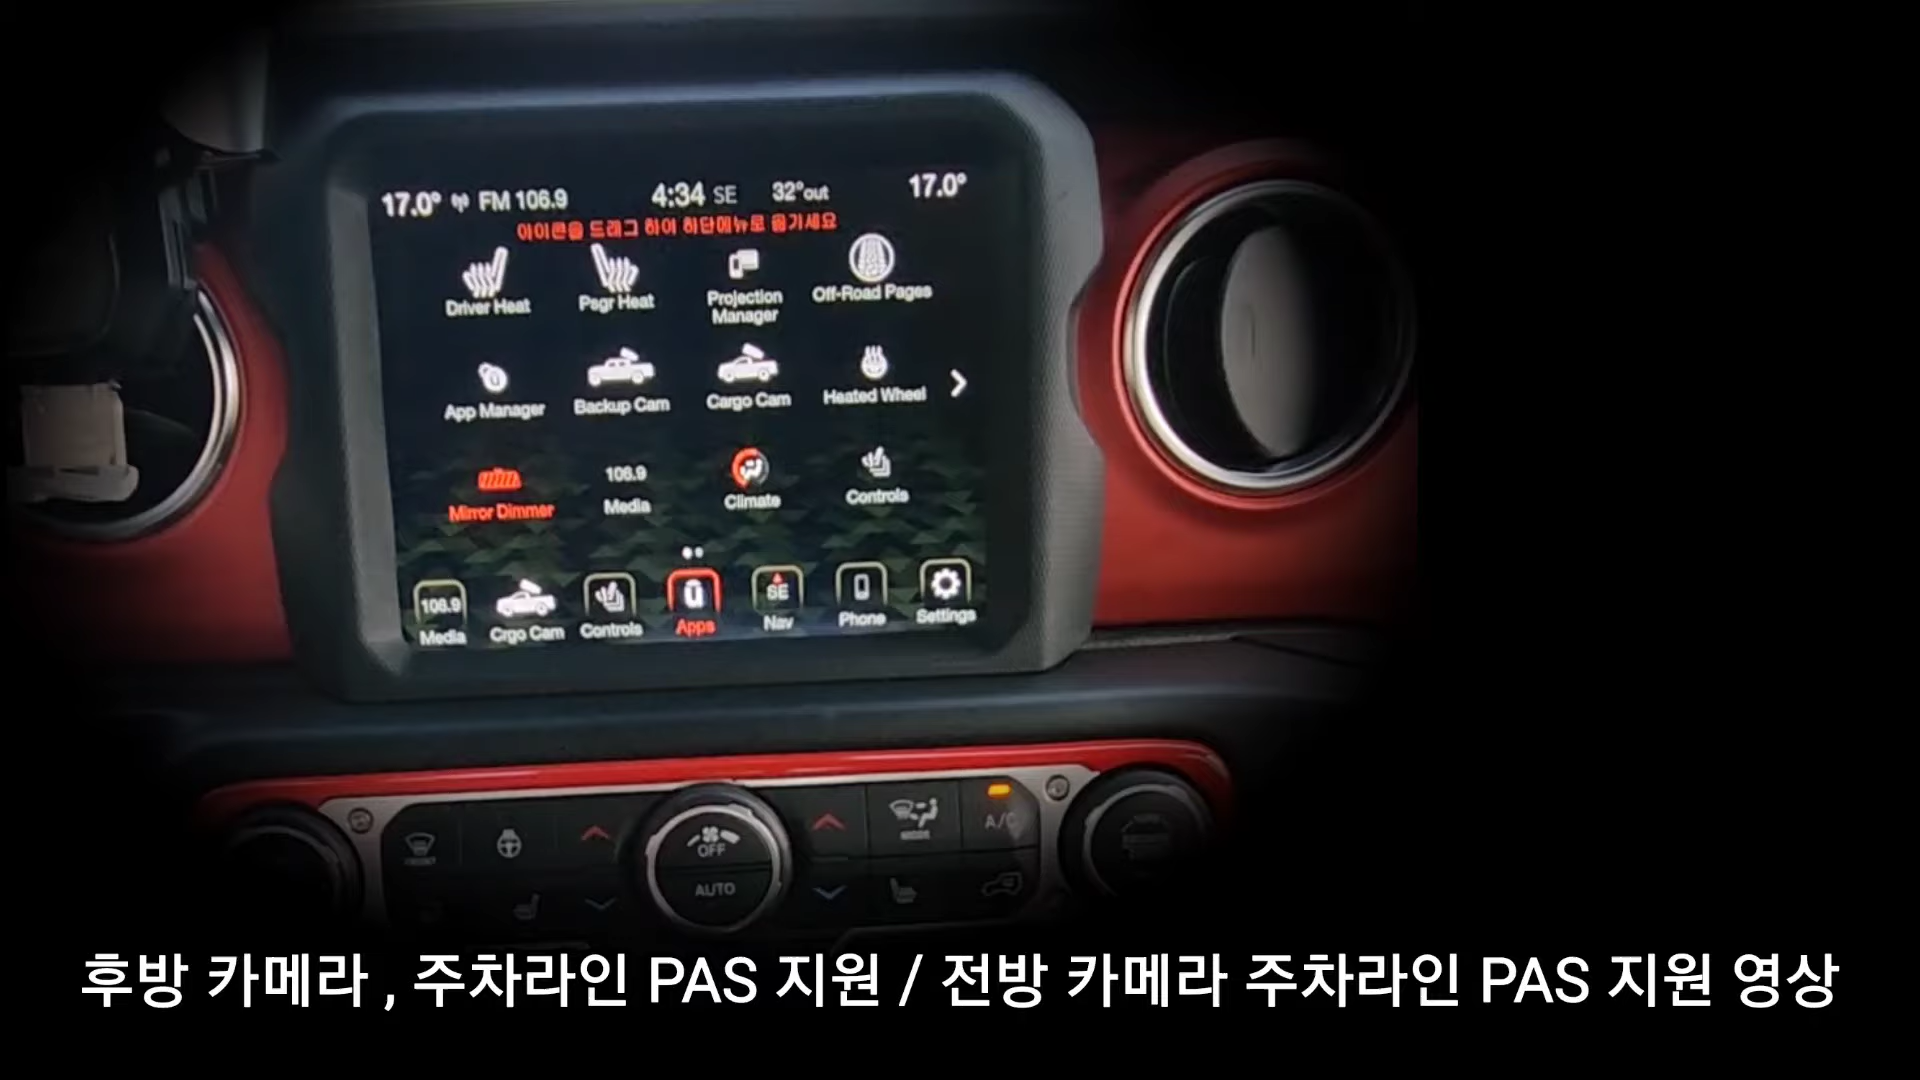 17.0° FM 106.9 4:34 SE 32°out 17.0°
아이콘을 드래그 하여 하단메뉴로 옮기세요
Driver Heat Psgr Heat Projection Manager Off-Road Pages
App Manager Backup Cam Cargo Cam Heated Wheel
106.9
Mirror Dimmer Media Climate Controls
106.9 SE
Media Crgo Cam Controls Apps Nav Phone Settings
OFF MODE A/C
AUTO
후방 카메라 , 주차라인 PAS 지원 / 전방 카메라 주차라인 PAS 지원 영상